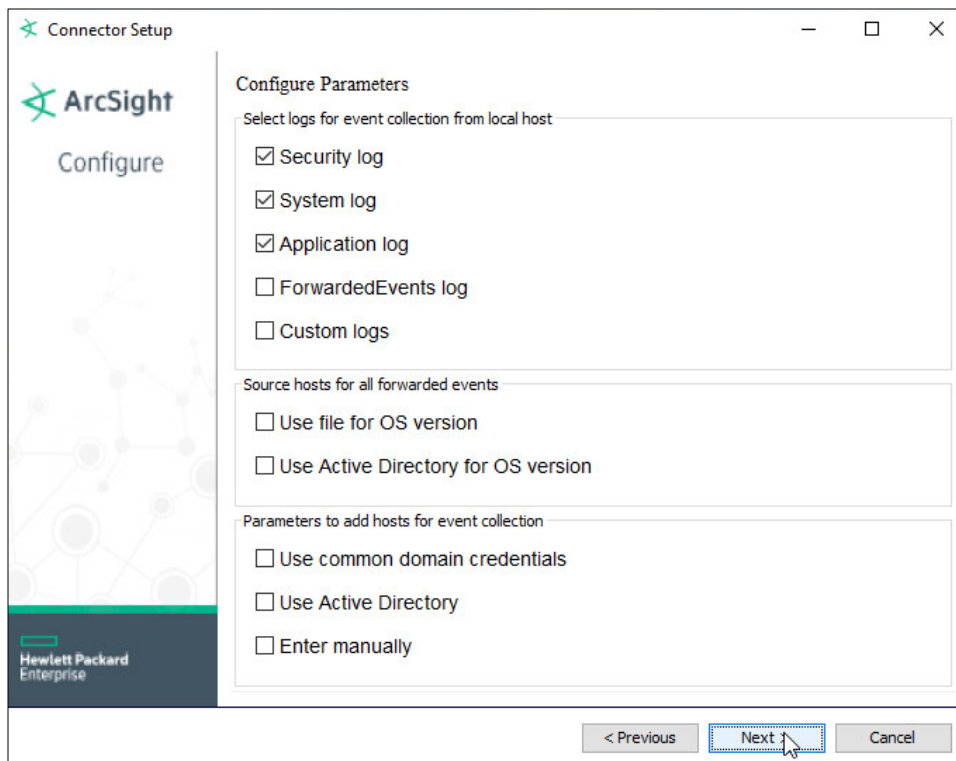 Connector Setup
ArcSight
Configure
Configure Parameters
Select logs for event collection from local host
Security log
System log
Application log
ForwardedEvents log
Custom logs
Source hosts for all forwarded events
Use file for OS version
Use Active Directory for OS version
Parameters to add hosts for event collection
Use common domain credentials
Use Active Directory
Enter manually
Hewlett Packard
Enterprise
< Previous
Next >
Cancel